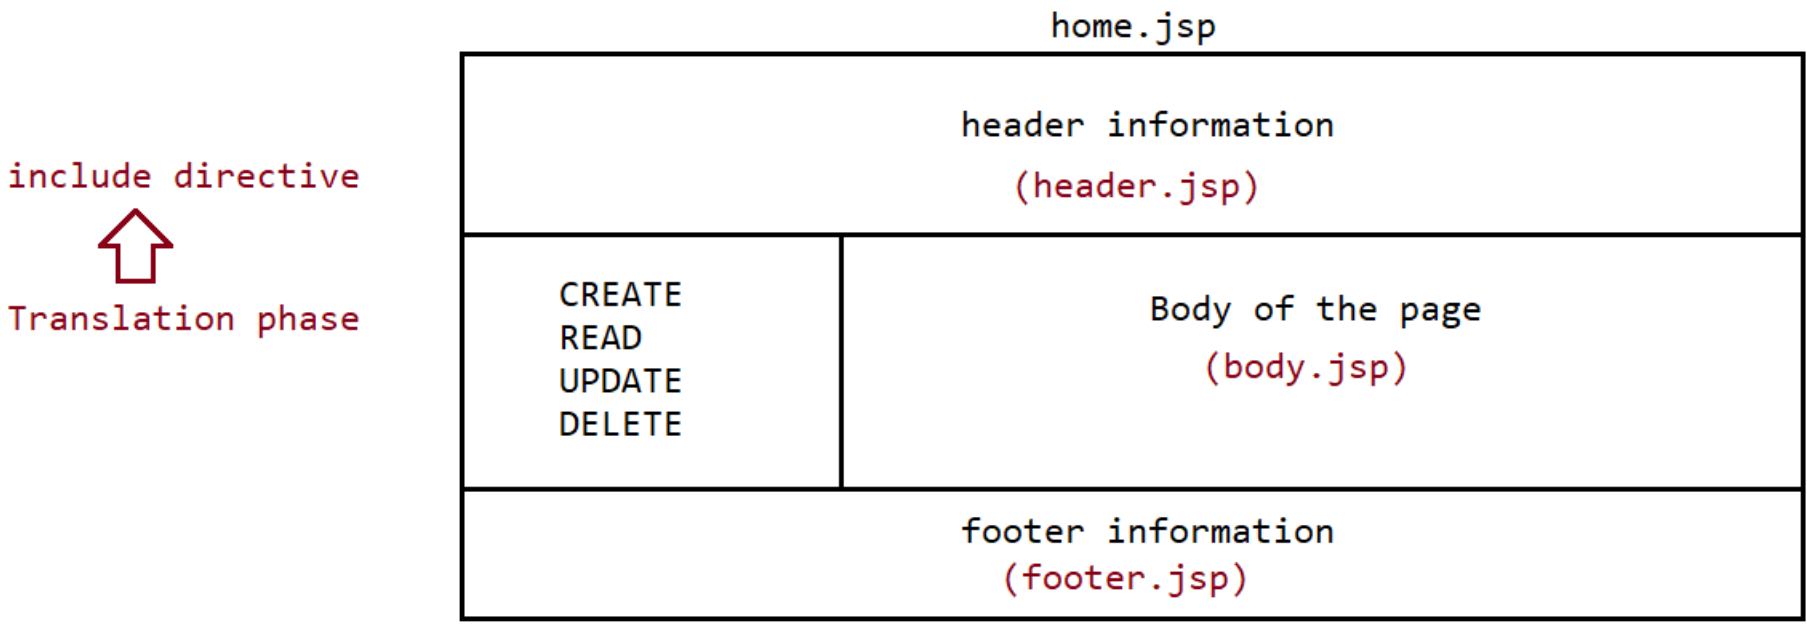 home.jsp
header information
(header.jsp)
include directive
Translation phase
CREATE
READ
UPDATE
DELETE
Body of the page
(body.jsp)
footer information
(footer.jsp)